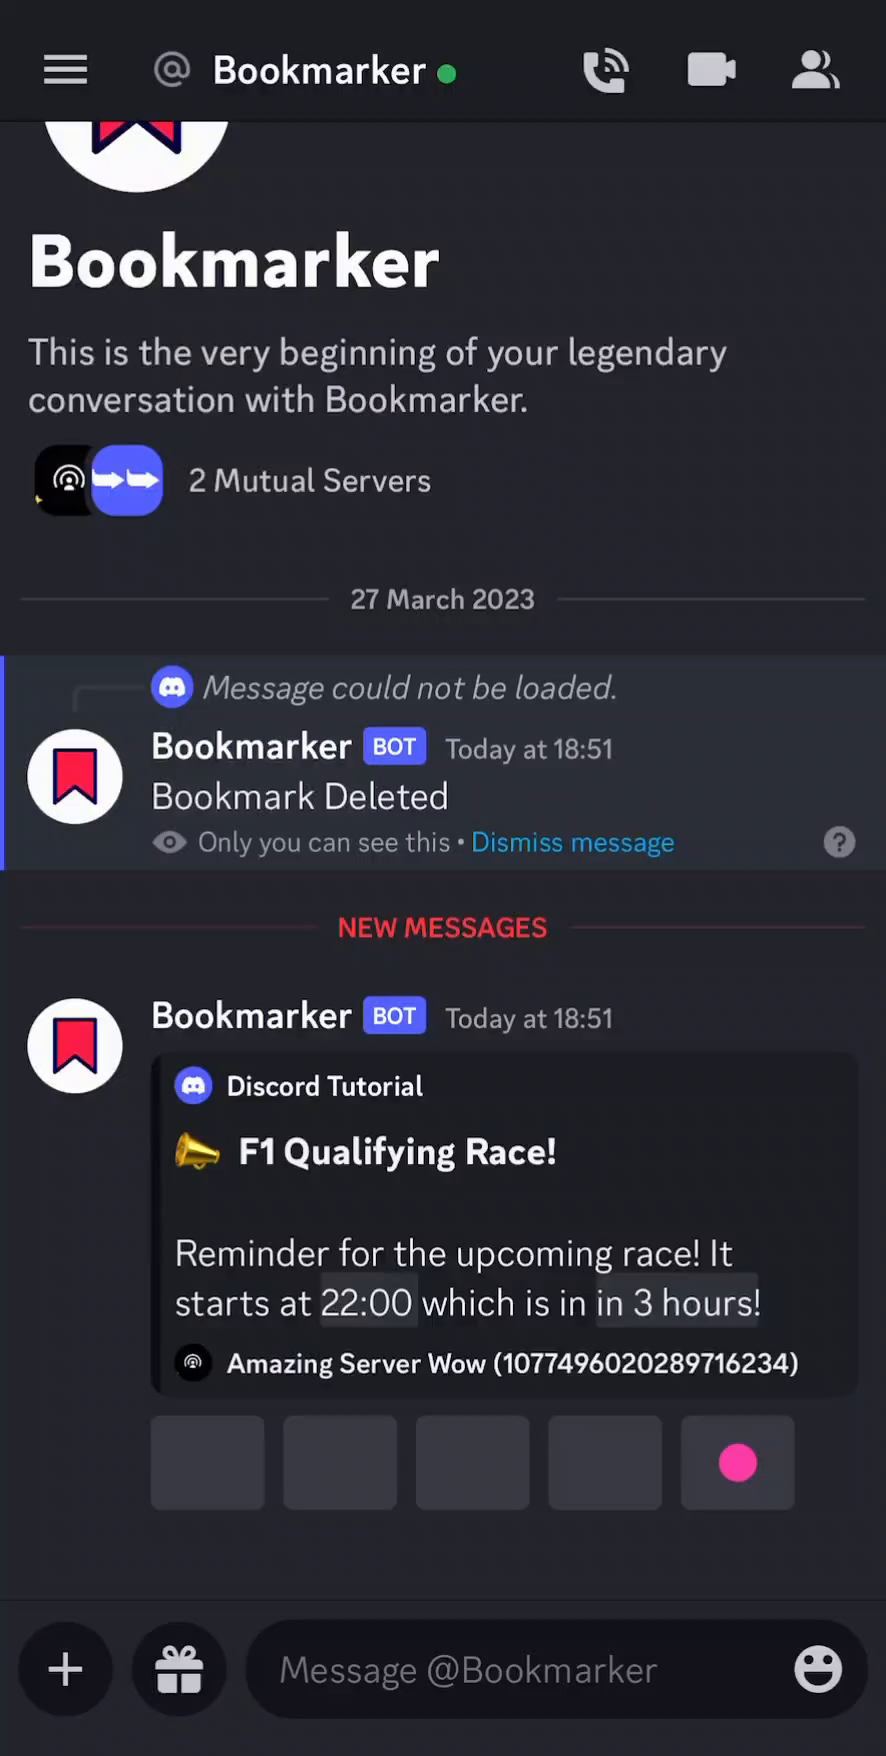 @ Bookmarker
Bookmarker
This is the very beginning of your legendary
conversation with Bookmarker.
2 Mutual Servers
27 March 2023
Message could not be loaded.
Bookmarker BOT Today at 18:51
Bookmark Deleted
Only you can see this • Dismiss message ?
NEW MESSAGES
Bookmarker BOT Today at 18:51
Discord Tutorial
F1 Qualifying Race!
Reminder for the upcoming race! It
starts at 22:00 which is in in 3 hours!
Amazing Server Wow (1077496020289716234)
Message @Bookmarker